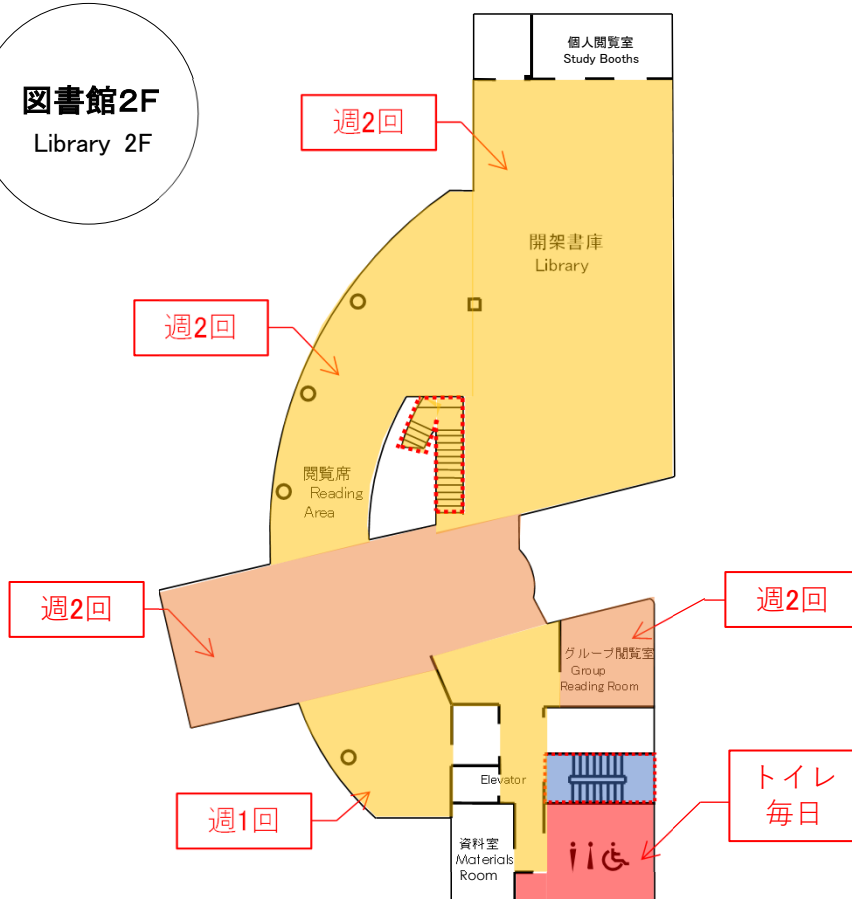 図書館2F
Library 2F
個人閲覧室
Study Booths
週2回
開架書庫
Library
週2回
閲覧席
Reading
Area
週2回
週2回
グループ閲覧室
Group
Reading Room
Elevator
トイレ
毎日
週1回
資料室
Materials
Room